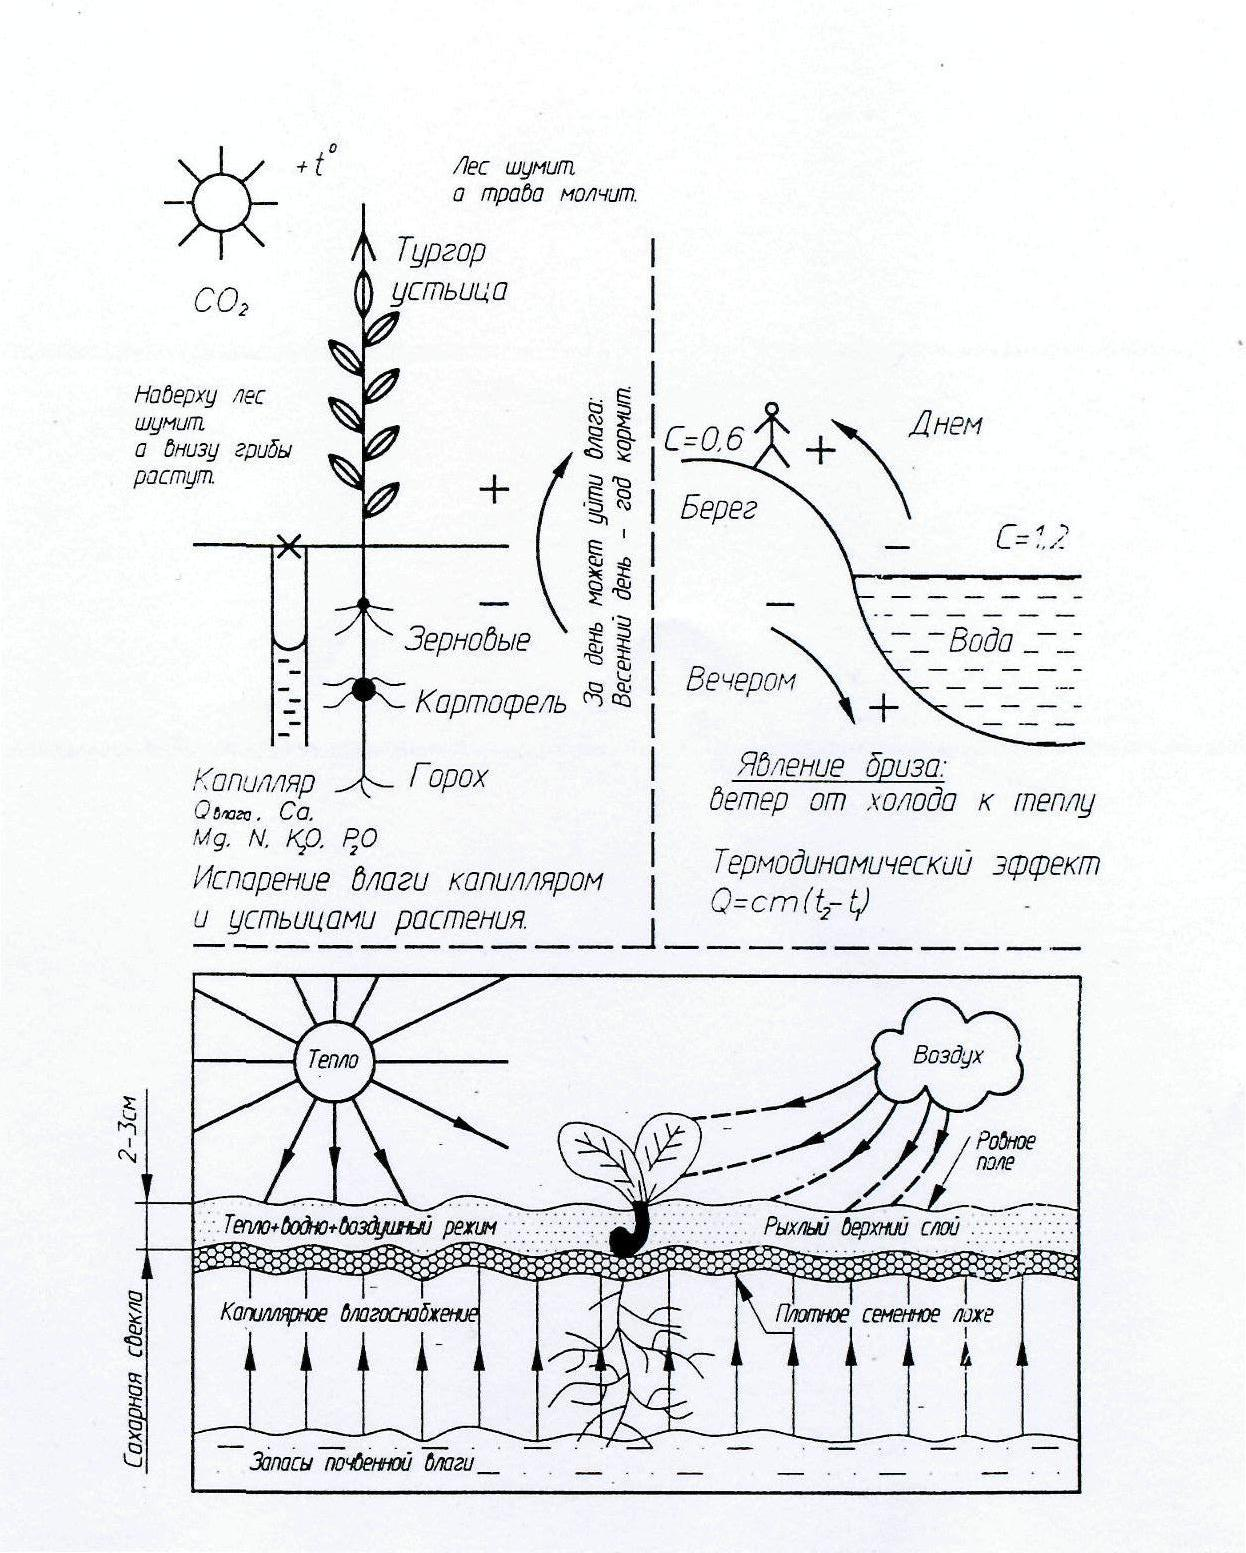 +t°
Лес шумит,
а трава молчит.
Тургор
устьица
CO₂
Наверху лес
шумит,
а внизу грибы
растут.
+
−
Зерновые
Картофель
Горох
За день может уйти влага:
Весенний день - год кормит.
Капилляр
Qвлага, Ca,
Mg, N, K₂O, P₂O
Испарение влаги капилляром
и устьицами растения.
C=0,6
+
Днем
Берег
−
C=1,2
−
Вода
Вечером
+
Явление бриза:
ветер от холода к теплу
Термодинамический эффект
Q=cm(t₂-t₁)
Тепло
Воздух
2-3см
Ровное
поле
Тепло+водно+воздушный режим
Рыхлый верхний слой
Капиллярное влагоснабжение
Плотное семенное ложе
Сахарная свекла
Запасы почвенной влаги